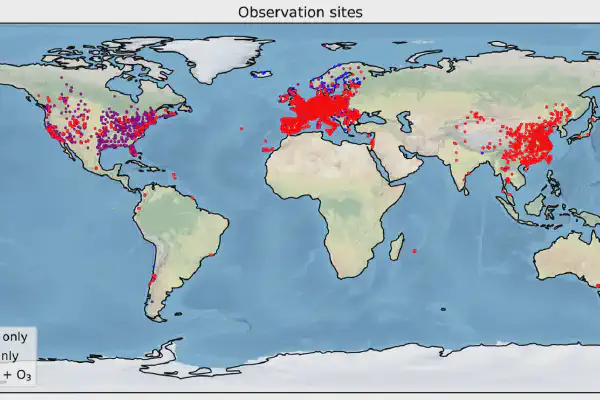 Observation sites
only
nly
+ O₃